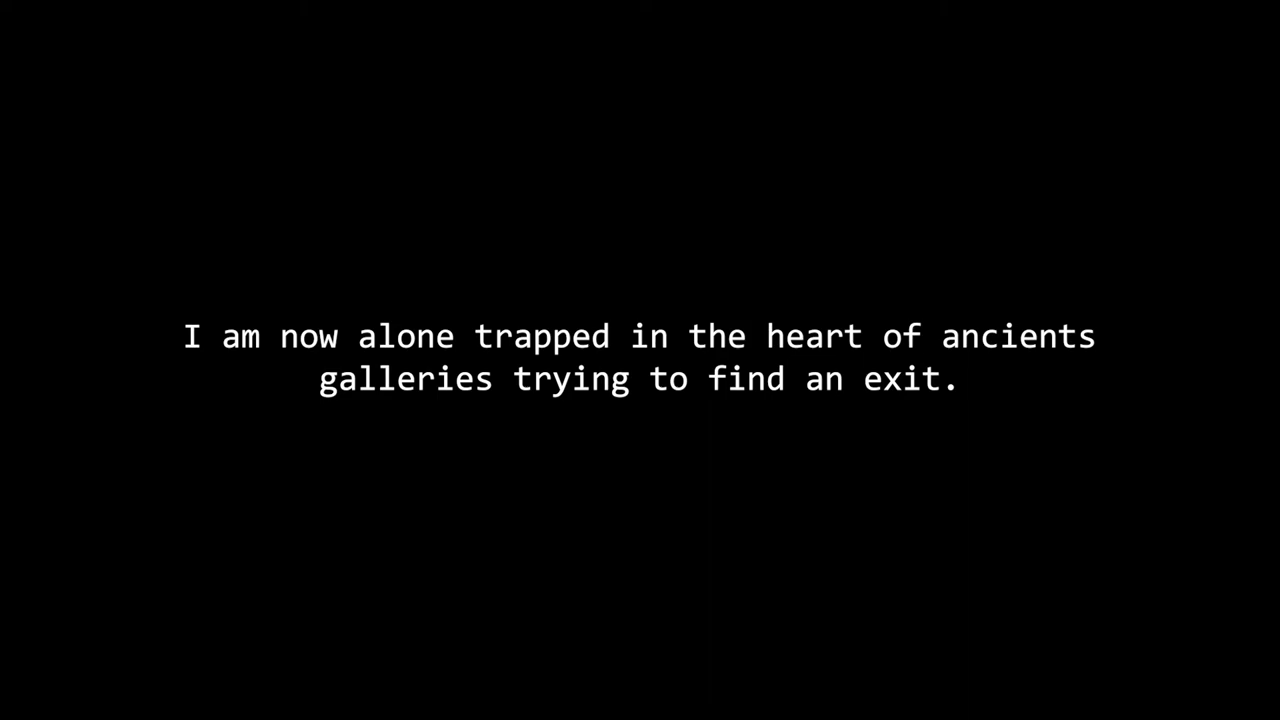 I am now alone trapped in the heart of ancients
galleries trying to find an exit.